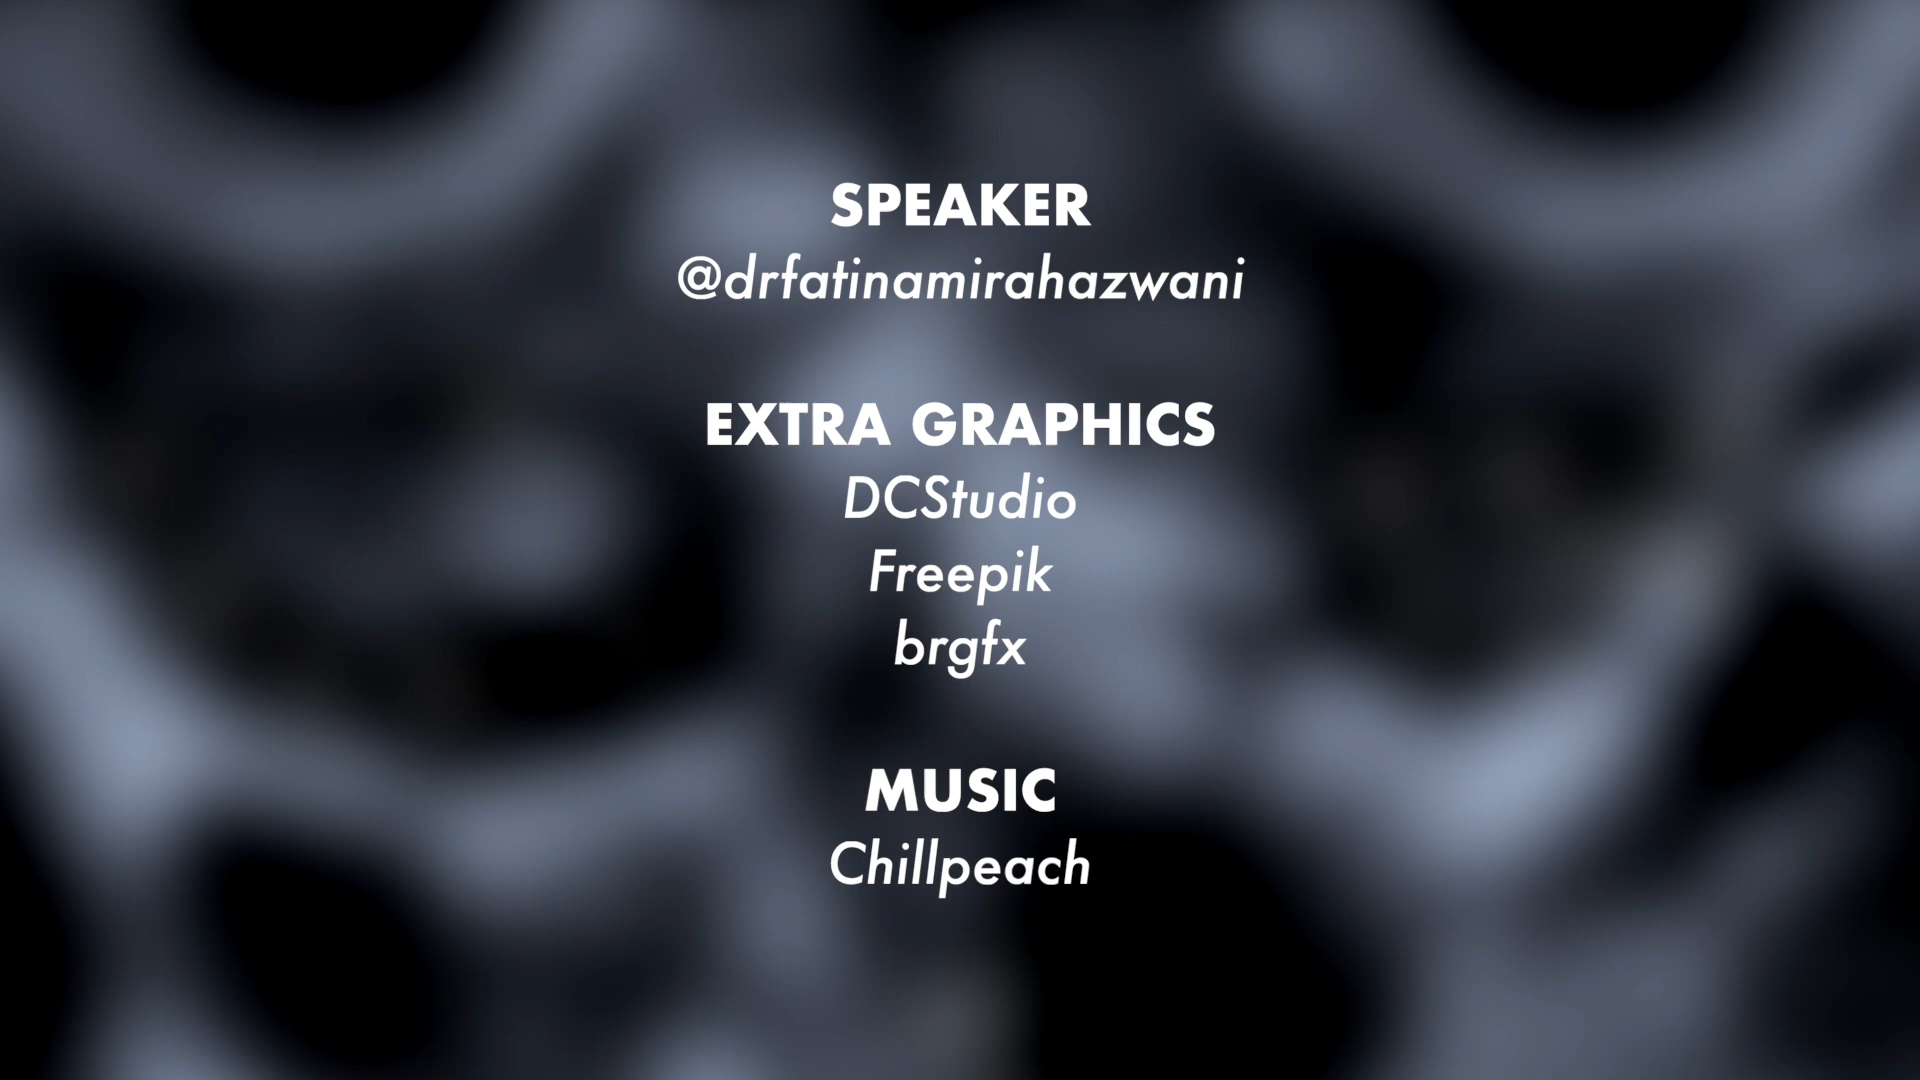 SPEAKER
@drfatinamirahazwani
EXTRA GRAPHICS
DCStudio
Freepik
brgfx
MUSIC
Chillpeach